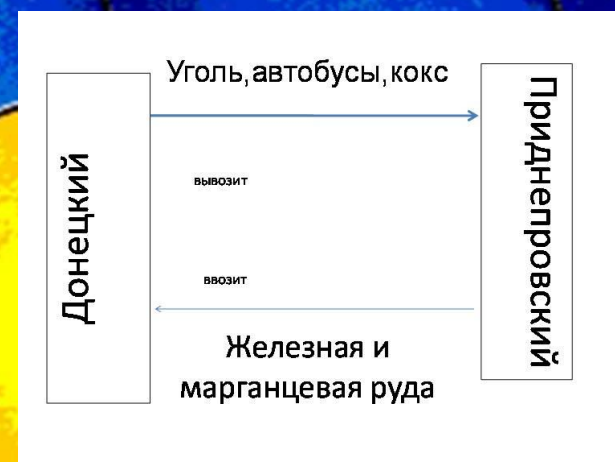 Уголь,автобусы,кокс
Донецкий
Приднепровский
вывозит
ввозит
Железная и
марганцевая руда